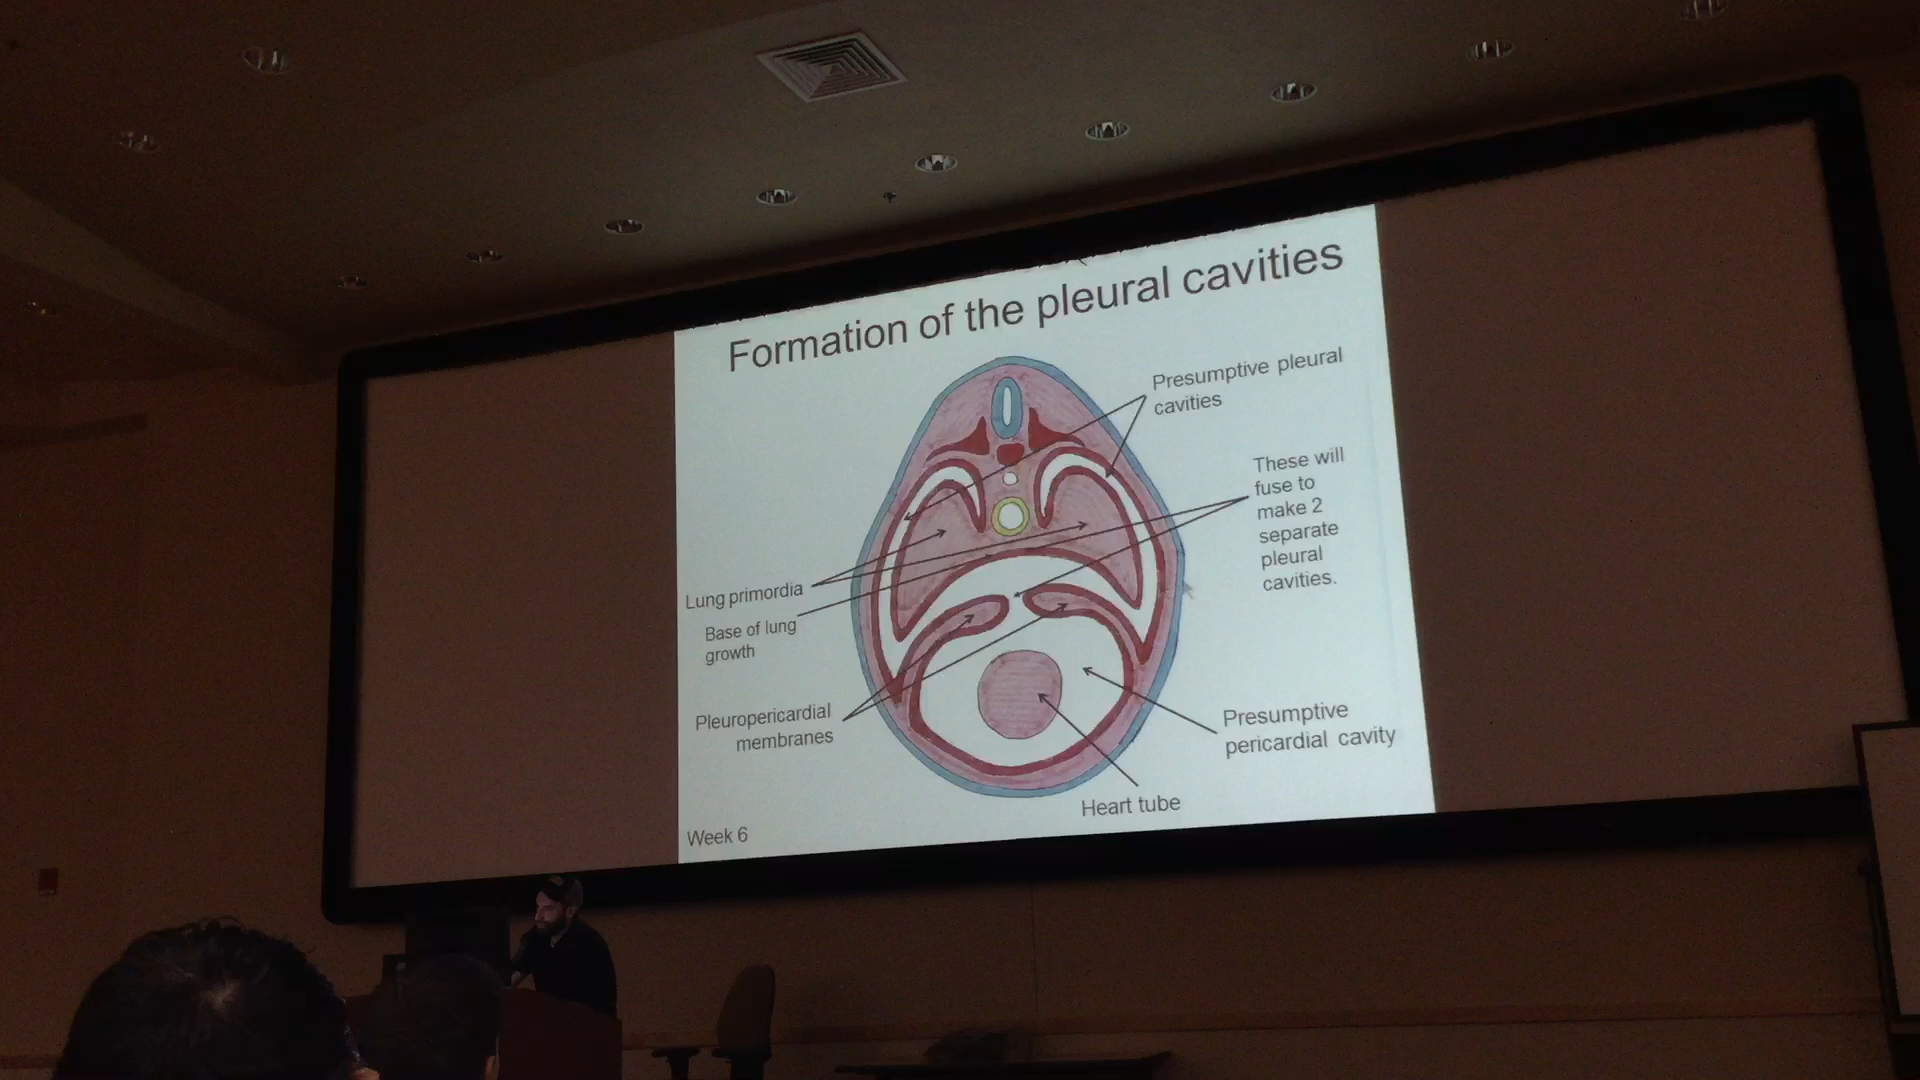 Formation of the pleural cavities
Presumptive pleural
cavities
These will
fuse to
make 2
separate
pleural
cavities.
Lung primordia
Base of lung
growth
Pleuropericardial
membranes
Presumptive
pericardial cavity
Heart tube
Week 6